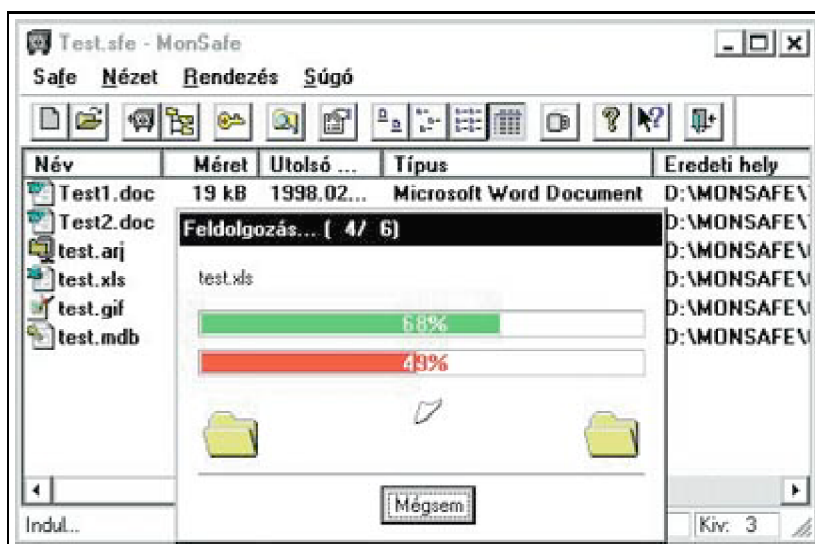 Test.sfe - MonSafe
Safe Nézet Rendezés Súgó
Név Méret Utolsó ... Típus Eredeti hely
Test1.doc 19 kB 1998.02... Microsoft Word Document D:\MONSAFE\
Test2.doc D:\MONSAFE\
test.arj D:\MONSAFE\
test.xls D:\MONSAFE\
test.gif D:\MONSAFE\
test.mdb D:\MONSAFE\
Feldolgozás... ( 4/ 6)
test.xls
68%
49%
Mégsem
Indul... Kiv: 3